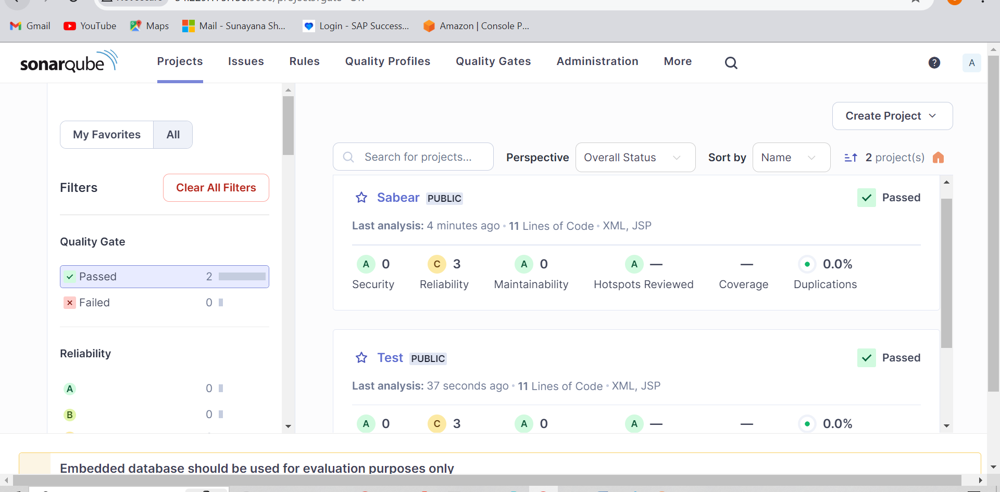 Gmail YouTube Maps Mail - Sunayana Sh... Login - SAP Success... Amazon | Console P...
sonarqube Projects Issues Rules Quality Profiles Quality Gates Administration More ? A
My Favorites All
Create Project
Search for projects... Perspective Overall Status Sort by Name 2 project(s)
Filters Clear All Filters
Quality Gate
Passed 2
Failed 0
Reliability
A 0
B 0
Sabear PUBLIC Passed
Last analysis: 4 minutes ago • 11 Lines of Code • XML, JSP
A 0 C 3 A 0 A — — 0.0%
Security Reliability Maintainability Hotspots Reviewed Coverage Duplications
Test PUBLIC Passed
Last analysis: 37 seconds ago • 11 Lines of Code • XML, JSP
A 0 C 3 A 0 A — — 0.0%
Embedded database should be used for evaluation purposes only